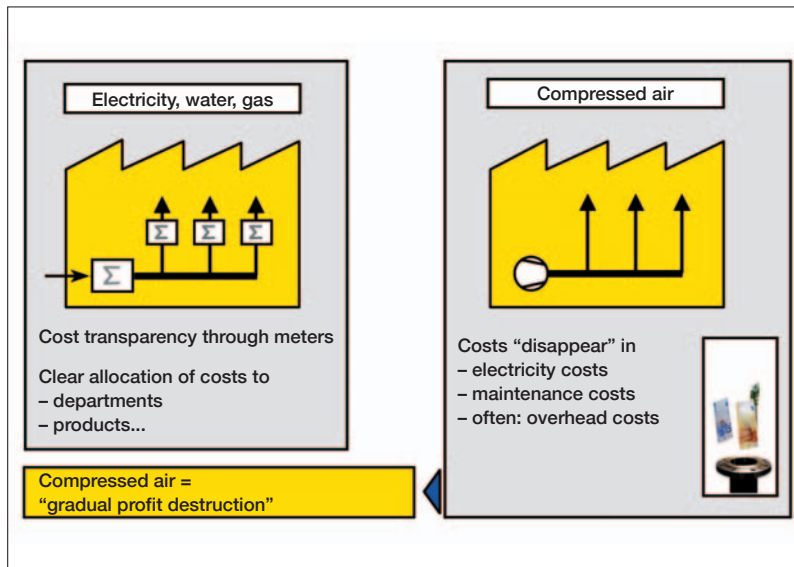 Electricity, water, gas
Σ
Σ
Σ
Σ
Cost transparency through meters
Clear allocation of costs to
– departments
– products...
Compressed air
Costs “disappear” in
– electricity costs
– maintenance costs
– often: overhead costs
Compressed air =
“gradual profit destruction”